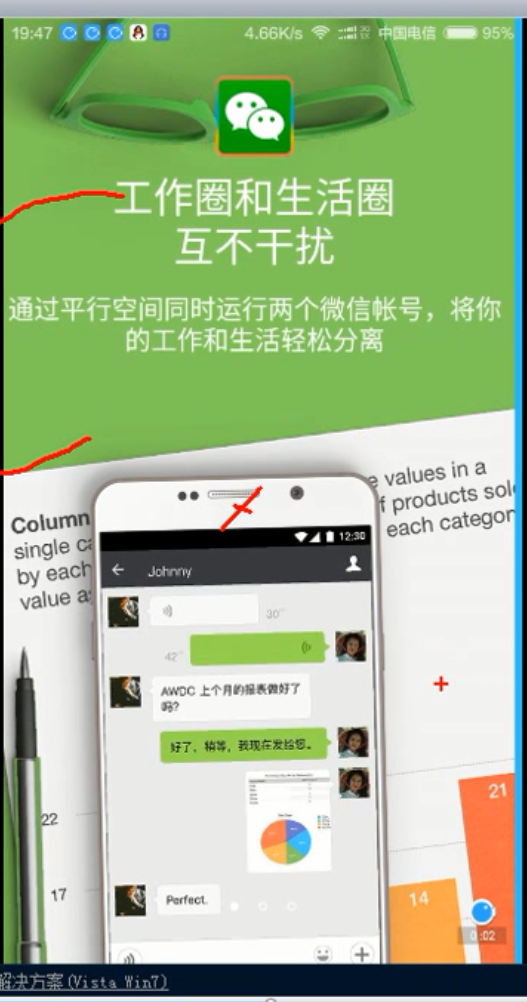 19:47
4.66K/s
中国电信
95%
工作圈和生活圈
互不干扰
通过平行空间同时运行两个微信帐号，将你
的工作和生活轻松分离
Column
single ca
by each
value a
e values in a
f products sol
each categor
12:30
Johnny
30"
42"
AWDC 上个月的报表做好了
吗?
好了，稍等，我现在发给您。
Perfect.
22
17
21
14
0:02
解决方案(Vista Win7)